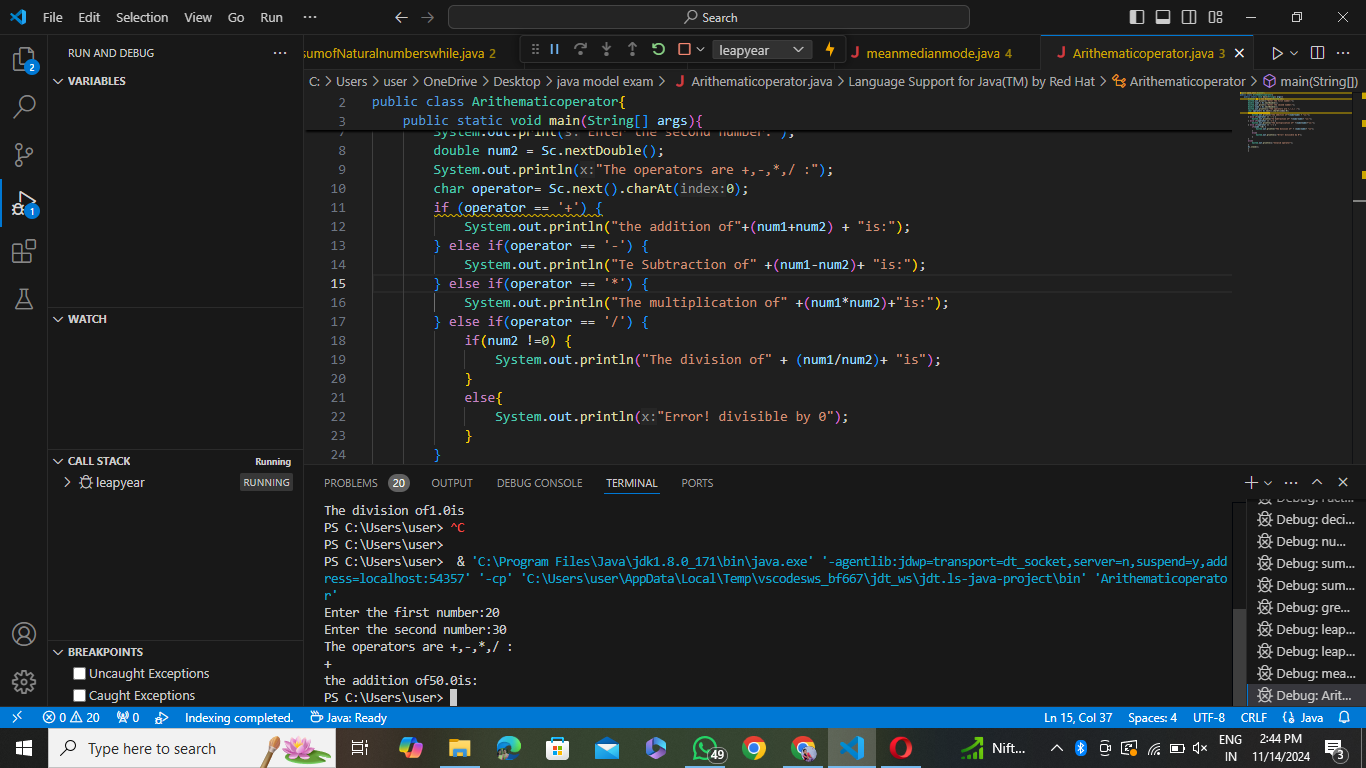 File Edit Selection View Go Run ··· Search
RUN AND DEBUG ···
sumofNaturalnumberswhile.java 2 leapyear meanmedianmode.java 4 Arithematicoperator.java 3
C: > Users > user > OneDrive > Desktop > java model exam > Arithematicoperator.java > Language Support for Java(TM) by Red Hat > Arithematicoperator > main(String[])
VARIABLES
WATCH
CALL STACK Running
leapyear RUNNING
BREAKPOINTS
Uncaught Exceptions
Caught Exceptions
2 public class Arithematicoperator{
3 public static void main(String[] args){
7 System.out.print(s:"Enter the second number:");
8 double num2 = Sc.nextDouble();
9 System.out.println(x:"The operators are +,-,*,/ :");
10 char operator= Sc.next().charAt(index:0);
11 if (operator == '+') {
12 System.out.println("the addition of"+(num1+num2) + "is:");
13 } else if(operator == '-') {
14 System.out.println("Te Subtraction of" +(num1-num2)+ "is:");
15 } else if(operator == '*') {
16 System.out.println("The multiplication of" +(num1*num2)+"is:");
17 } else if(operator == '/') {
18 if(num2 !=0) {
19 System.out.println("The division of" + (num1/num2)+ "is");
20 }
21 else{
22 System.out.println(x:"Error! divisible by 0");
23 }
24 }
PROBLEMS 20 OUTPUT DEBUG CONSOLE TERMINAL PORTS
The division of1.0is
PS C:\Users\user> ^C
PS C:\Users\user>
PS C:\Users\user> & 'C:\Program Files\Java\jdk1.8.0_171\bin\java.exe' '-agentlib:jdwp=transport=dt_socket,server=n,suspend=y,add
ress=localhost:54357' '-cp' 'C:\Users\user\AppData\Local\Temp\vscodesws_bf667\jdt_ws\jdt.ls-java-project\bin' 'Arithematicoperato
r'
Enter the first number:20
Enter the second number:30
The operators are +,-,*,/ :
+
the addition of50.0is:
PS C:\Users\user>
Debug: deci...
Debug: nu...
Debug: sum...
Debug: sum...
Debug: gre...
Debug: leap...
Debug: leap...
Debug: mea...
Debug: Arit...
0 20 0 Indexing completed. Java: Ready Ln 15, Col 37 Spaces: 4 UTF-8 CRLF Java
Type here to search 49 Nift... ENG IN 2:44 PM 11/14/2024 3